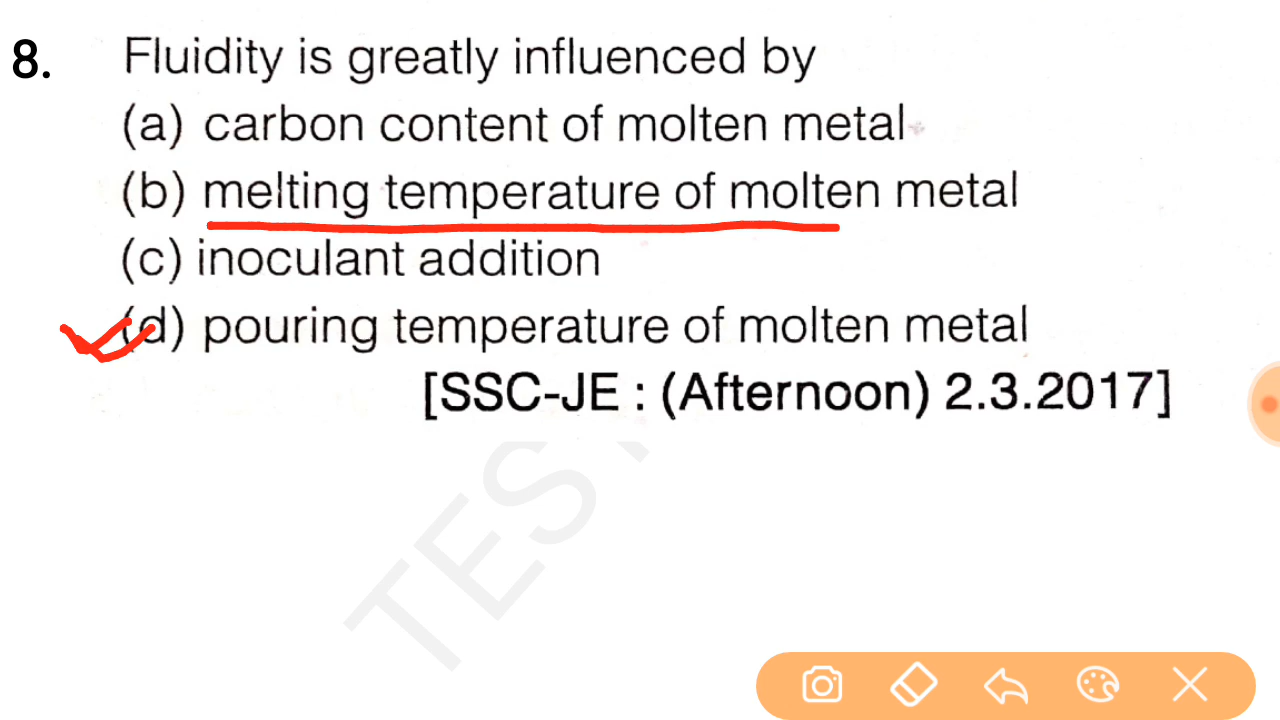 8. Fluidity is greatly influenced by
(a) carbon content of molten metal
(b) melting temperature of molten metal
(c) inoculant addition
(d) pouring temperature of molten metal
[SSC-JE : (Afternoon) 2.3.2017]